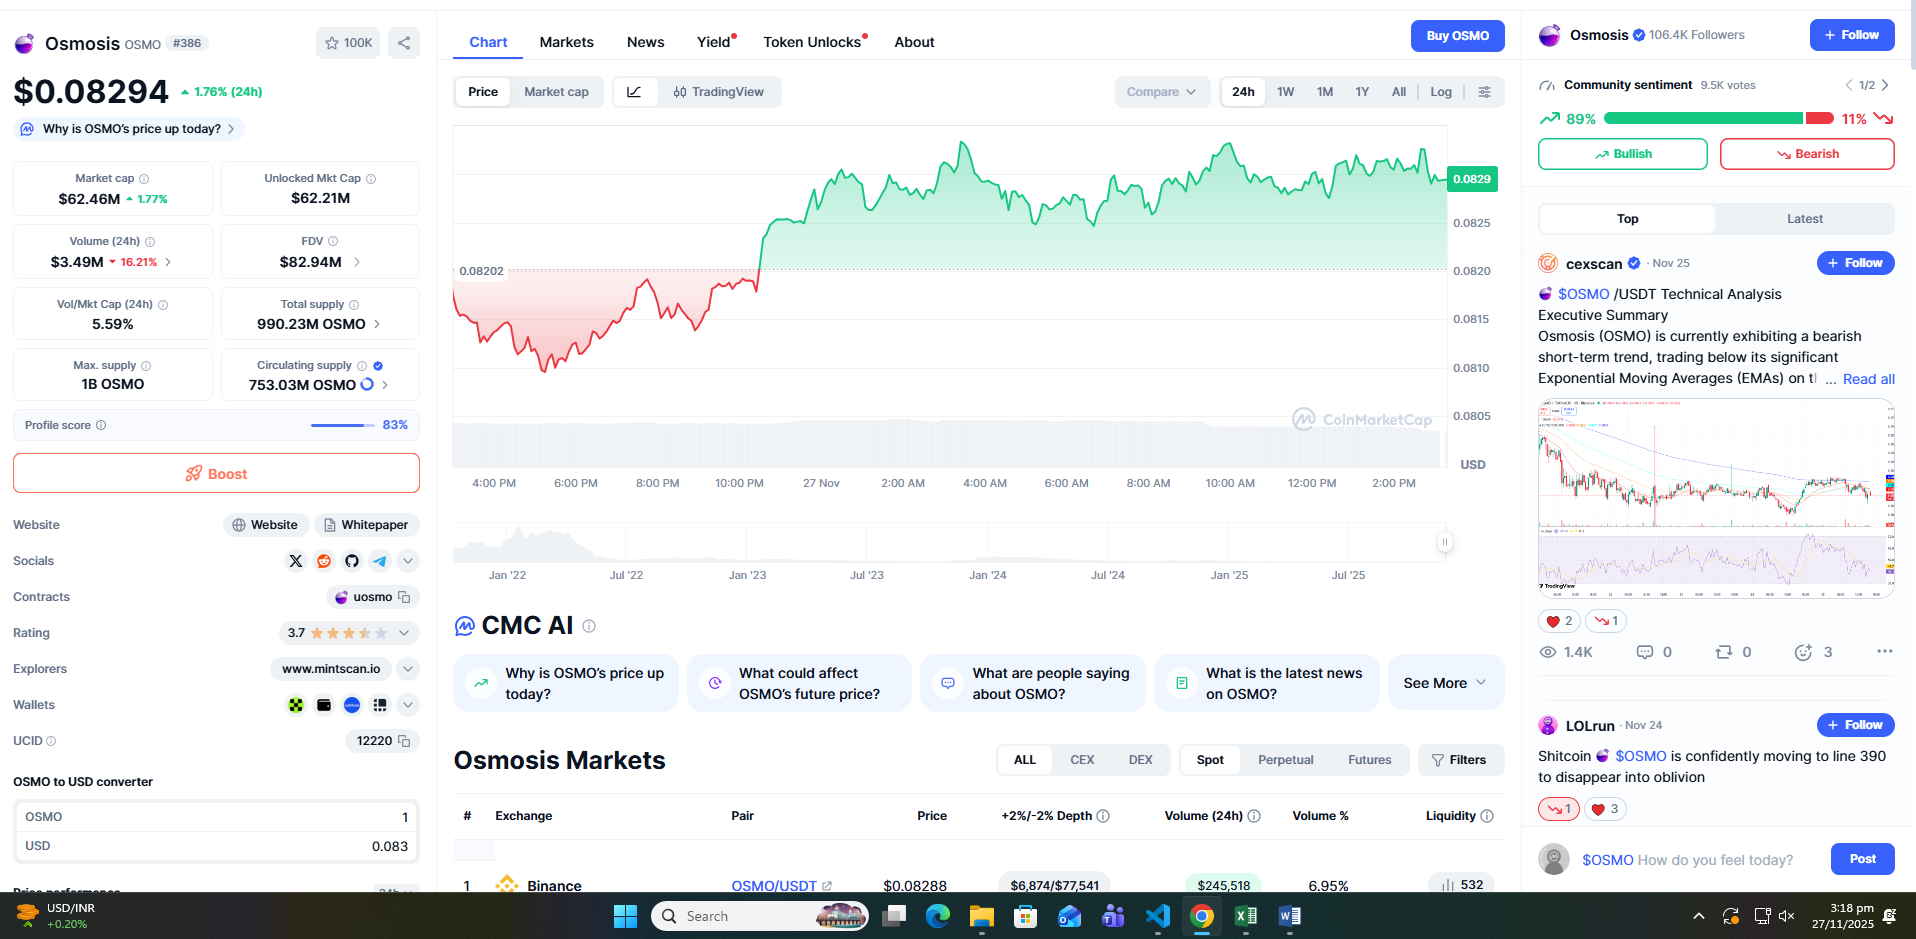 Osmosis OSMO #386
100K
$0.08294 1.76% (24h)
Why is OSMO's price up today?
Market cap
$62.46M 1.77%
Unlocked Mkt Cap
$62.21M
Volume (24h)
$3.49M 16.21%
FDV
$82.94M
Vol/Mkt Cap (24h)
5.59%
Total supply
990.23M OSMO
Max. supply
1B OSMO
Circulating supply
753.03M OSMO
Profile score 83%
Boost
Website Website Whitepaper
Socials
Contracts uosmo
Rating 3.7
Explorers www.mintscan.io
Wallets
UCID 12220
OSMO to USD converter
OSMO 1
USD 0.083
Chart Markets News Yield Token Unlocks About
Buy OSMO
Price Market cap TradingView
Compare 24h 1W 1M 1Y All Log
0.08202
0.0829
0.0825
0.0820
0.0815
0.0810
0.0805
CoinMarketCap
USD
4:00 PM 6:00 PM 8:00 PM 10:00 PM 27 Nov 2:00 AM 4:00 AM 6:00 AM 8:00 AM 10:00 AM 12:00 PM 2:00 PM
Jan '22 Jul '22 Jan '23 Jul '23 Jan '24 Jul '24 Jan '25 Jul '25
CMC AI
Why is OSMO's price up
today?
What could affect
OSMO's future price?
What are people saying
about OSMO?
What is the latest news
on OSMO?
See More
Osmosis Markets
ALL CEX DEX Spot Perpetual Futures Filters
# Exchange Pair Price +2%/-2% Depth Volume (24h) Volume % Liquidity
1 Binance OSMO/USDT $0.08288 $6,874/$77,541 $245,518 6.95% 532
Osmosis 106.4K Followers
+ Follow
Community sentiment 9.5K votes 1/2
89% 11%
Bullish Bearish
Top Latest
cexscan · Nov 25
+ Follow
$OSMO /USDT Technical Analysis
Executive Summary
Osmosis (OSMO) is currently exhibiting a bearish
short-term trend, trading below its significant
Exponential Moving Averages (EMAs) on ... Read all
TradingView
2 1
1.4K 0 0 3
LOLrun · Nov 24
+ Follow
Shitcoin $OSMO is confidently moving to line 390
to disappear into oblivion
1 3
$OSMO How do you feel today?
Post
USD/INR
+0.20%
Search
3:18 pm
27/11/2025